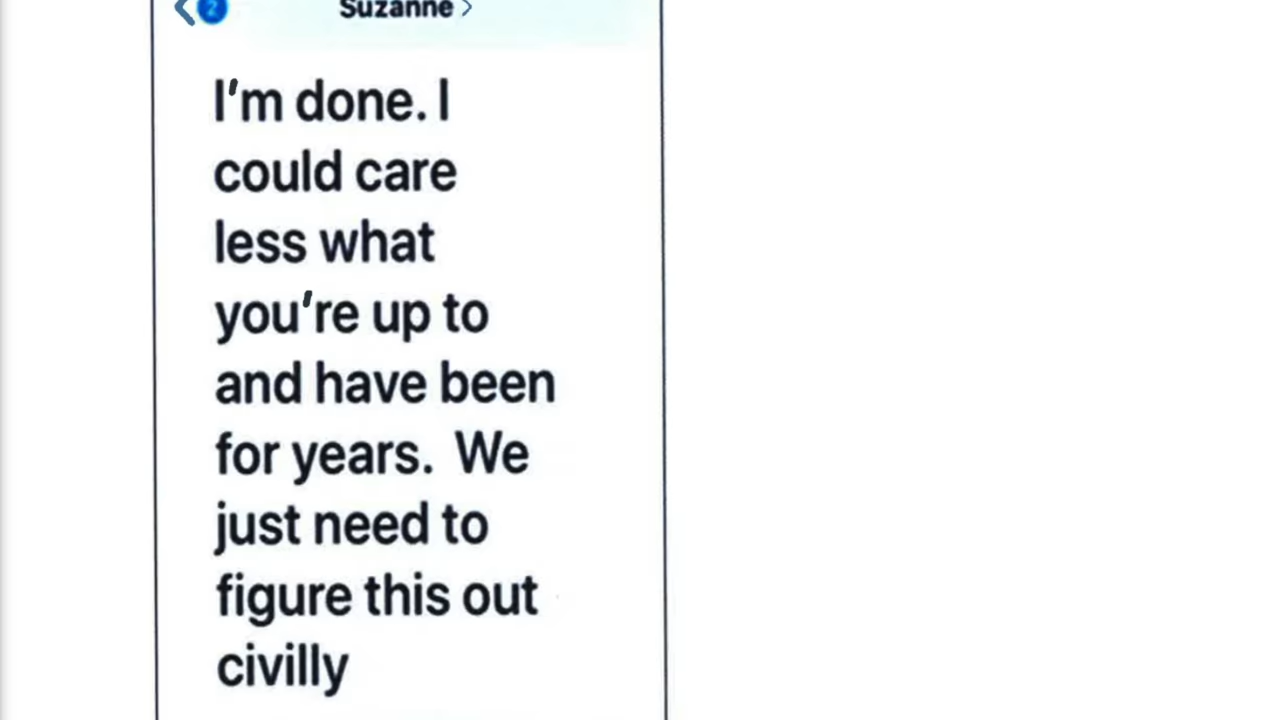 2 Suzanne >
I'm done. I
could care
less what
you're up to
and have been
for years. We
just need to
figure this out
civilly